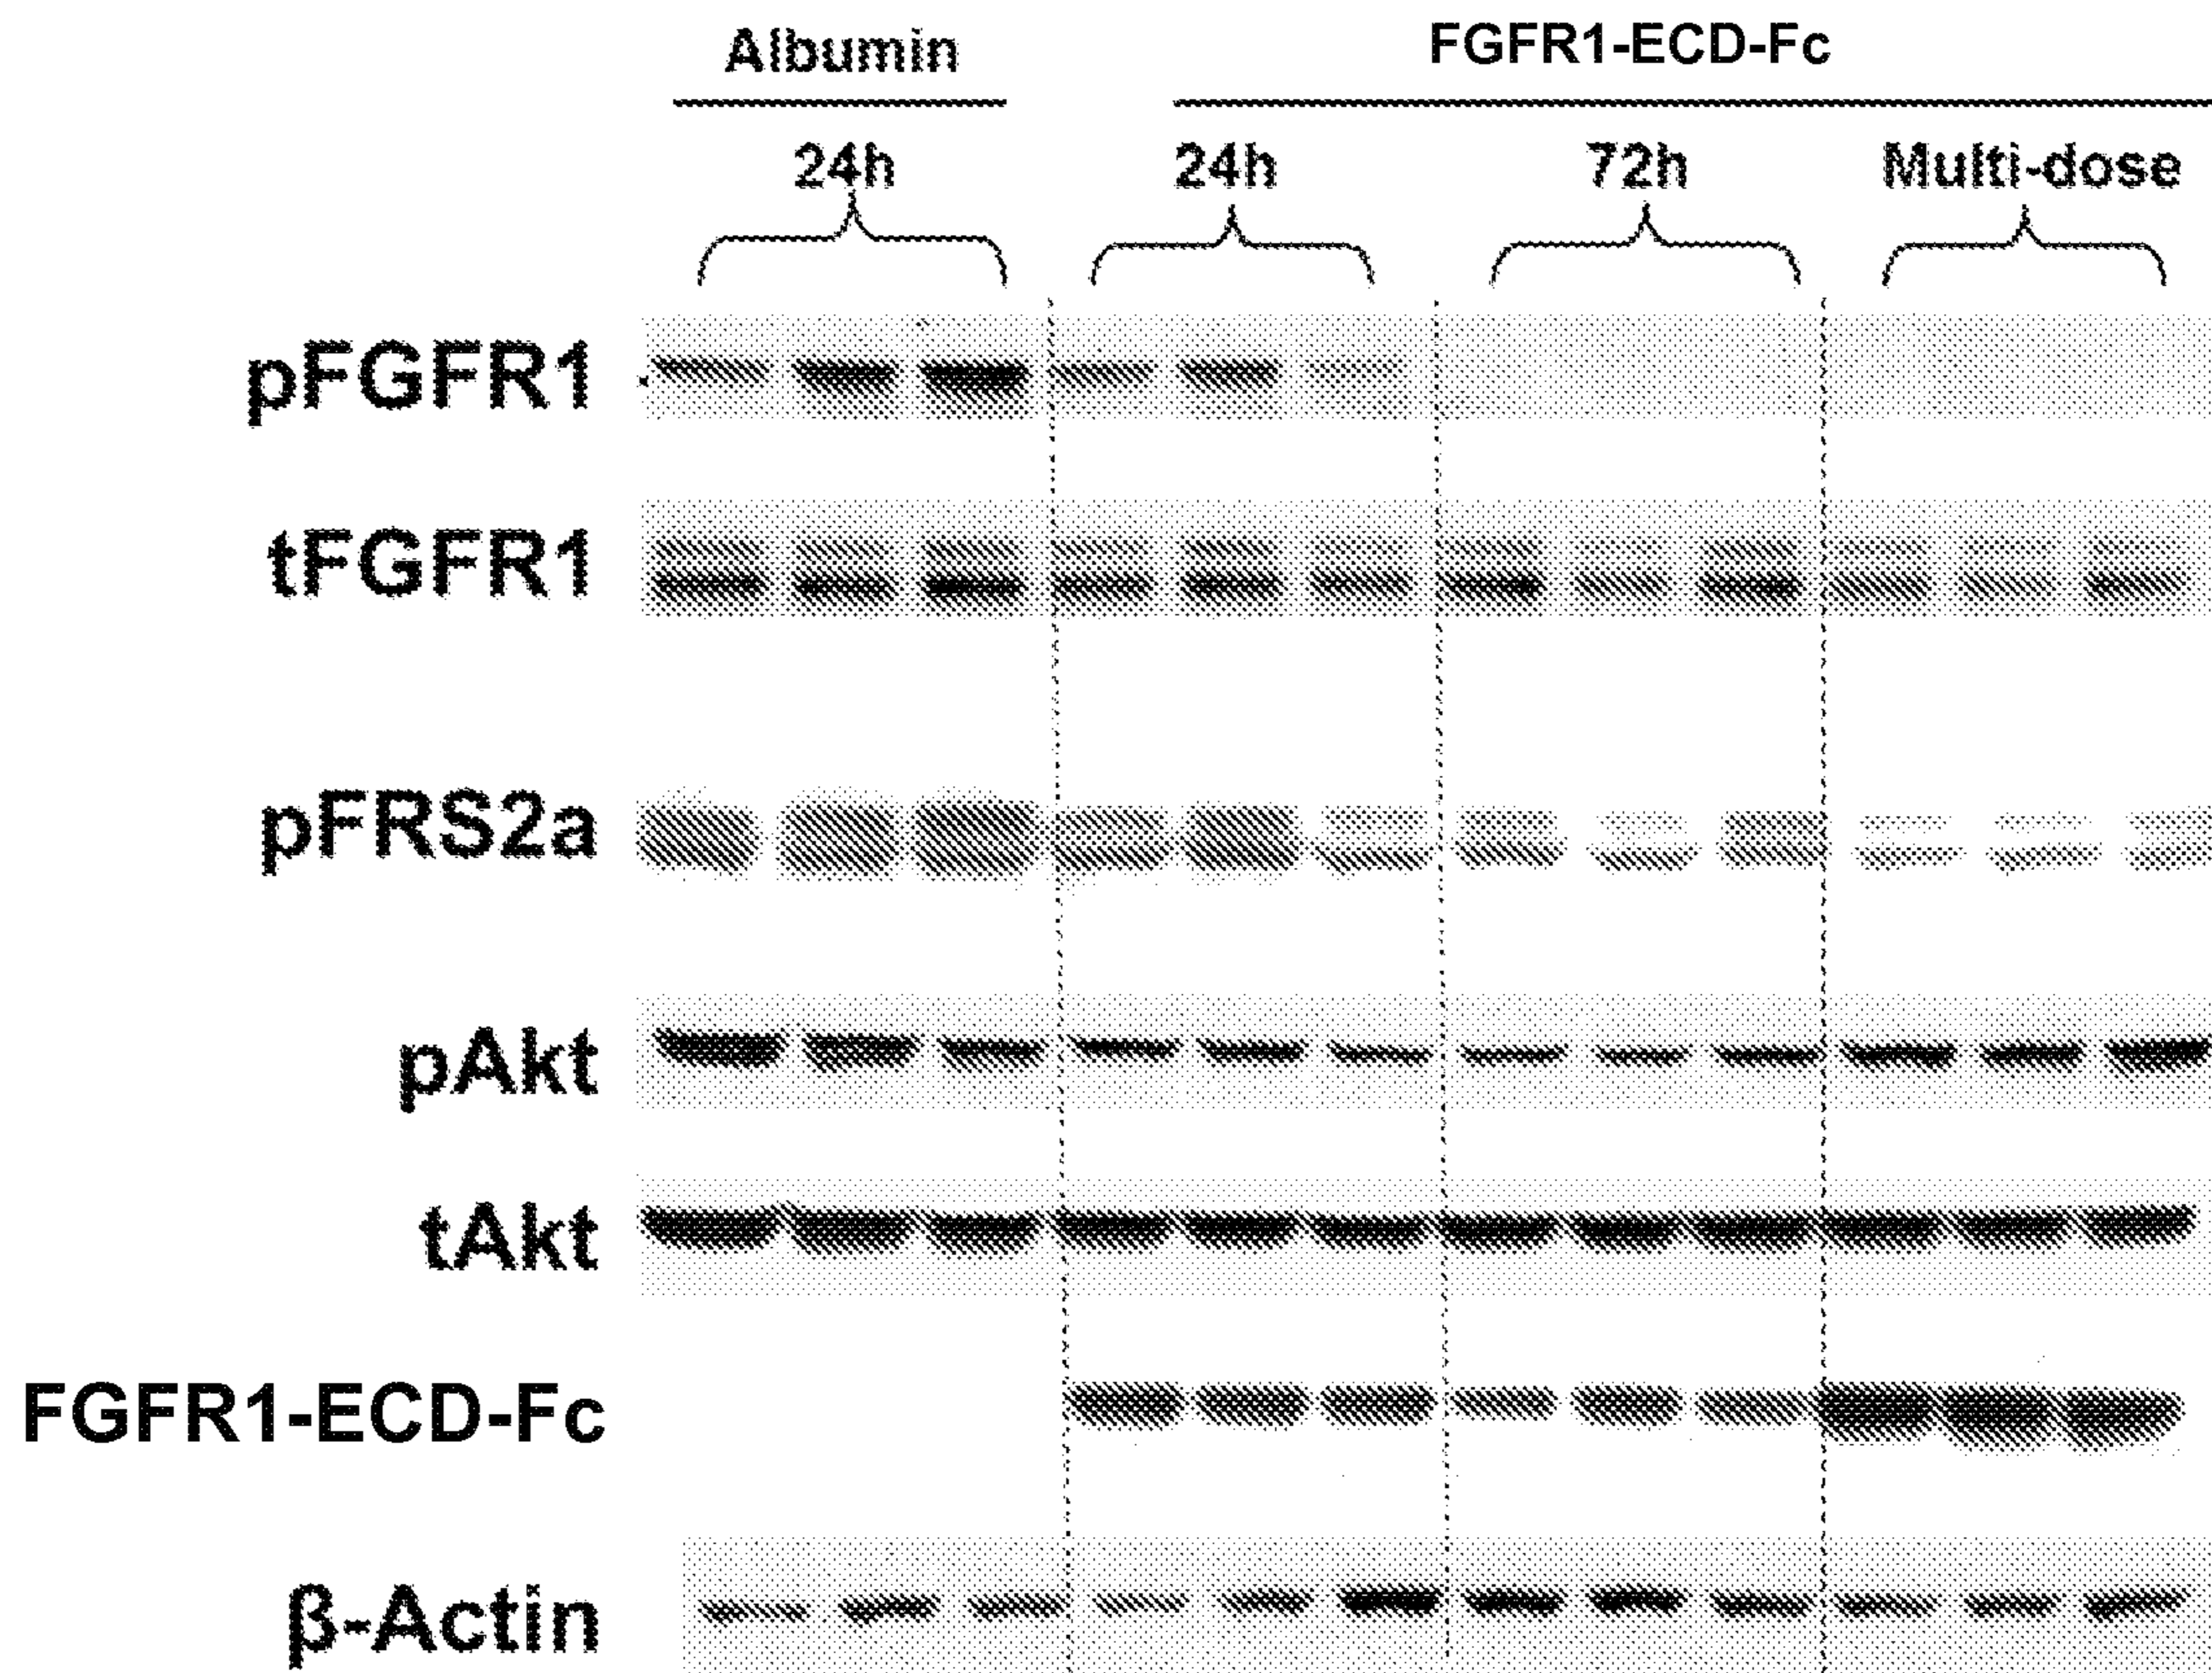 Albumin FGFR1-ECD-Fc
24h 24h 72h Multi-dose
pFGFR1
tFGFR1
pFRS2a
pAkt
tAkt
FGFR1-ECD-Fc
β-Actin